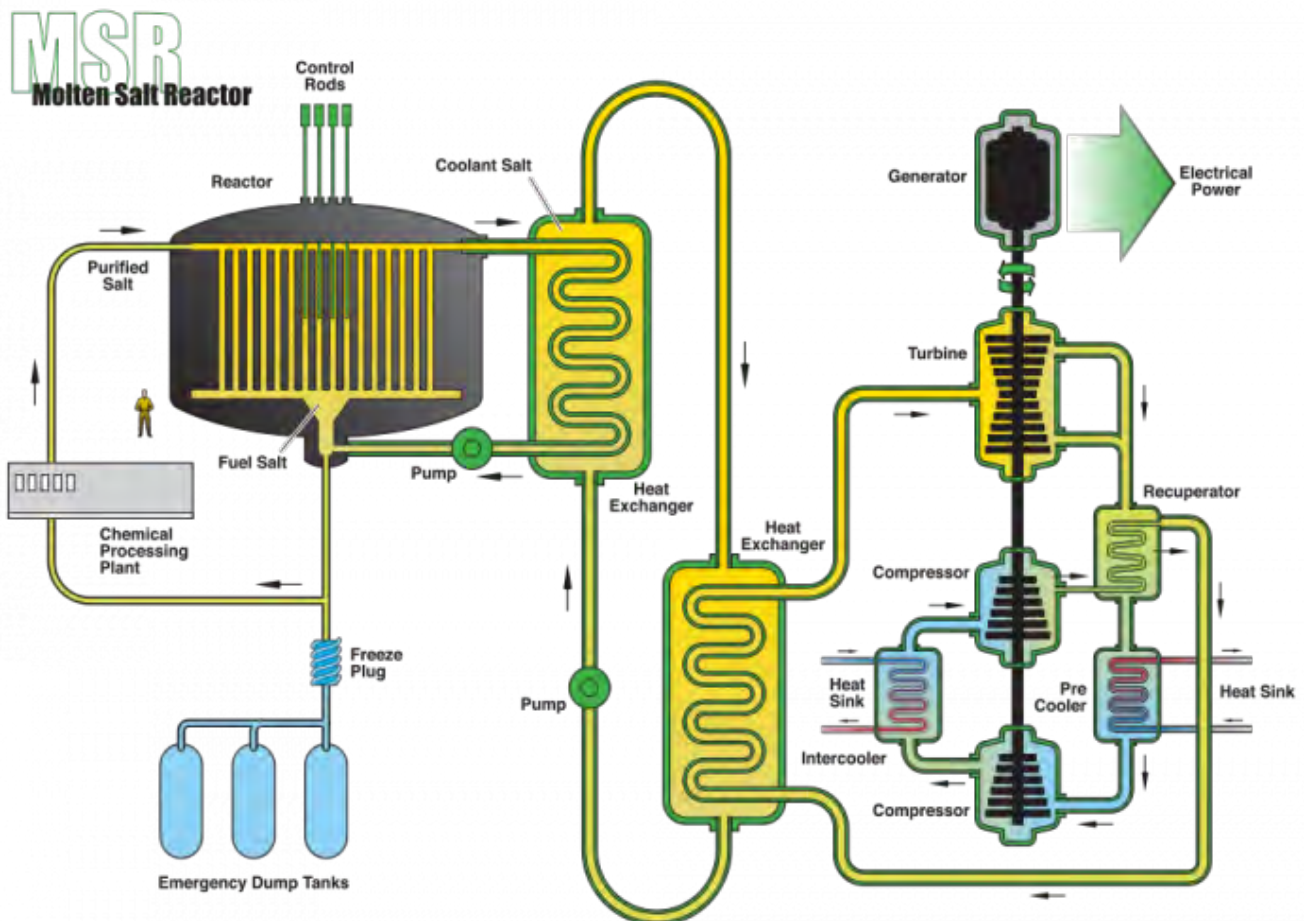 MSR
Molten Salt Reactor
Control
Rods
Reactor
Coolant Salt
Generator
Electrical
Power
Purified
Salt
Turbine
Fuel Salt
Pump
Heat
Exchanger
Recuperator
Chemical
Processing
Plant
Heat
Exchanger
Compressor
Freeze
Plug
Pump
Heat
Sink
Pre
Cooler
Heat Sink
Intercooler
Compressor
Emergency Dump Tanks